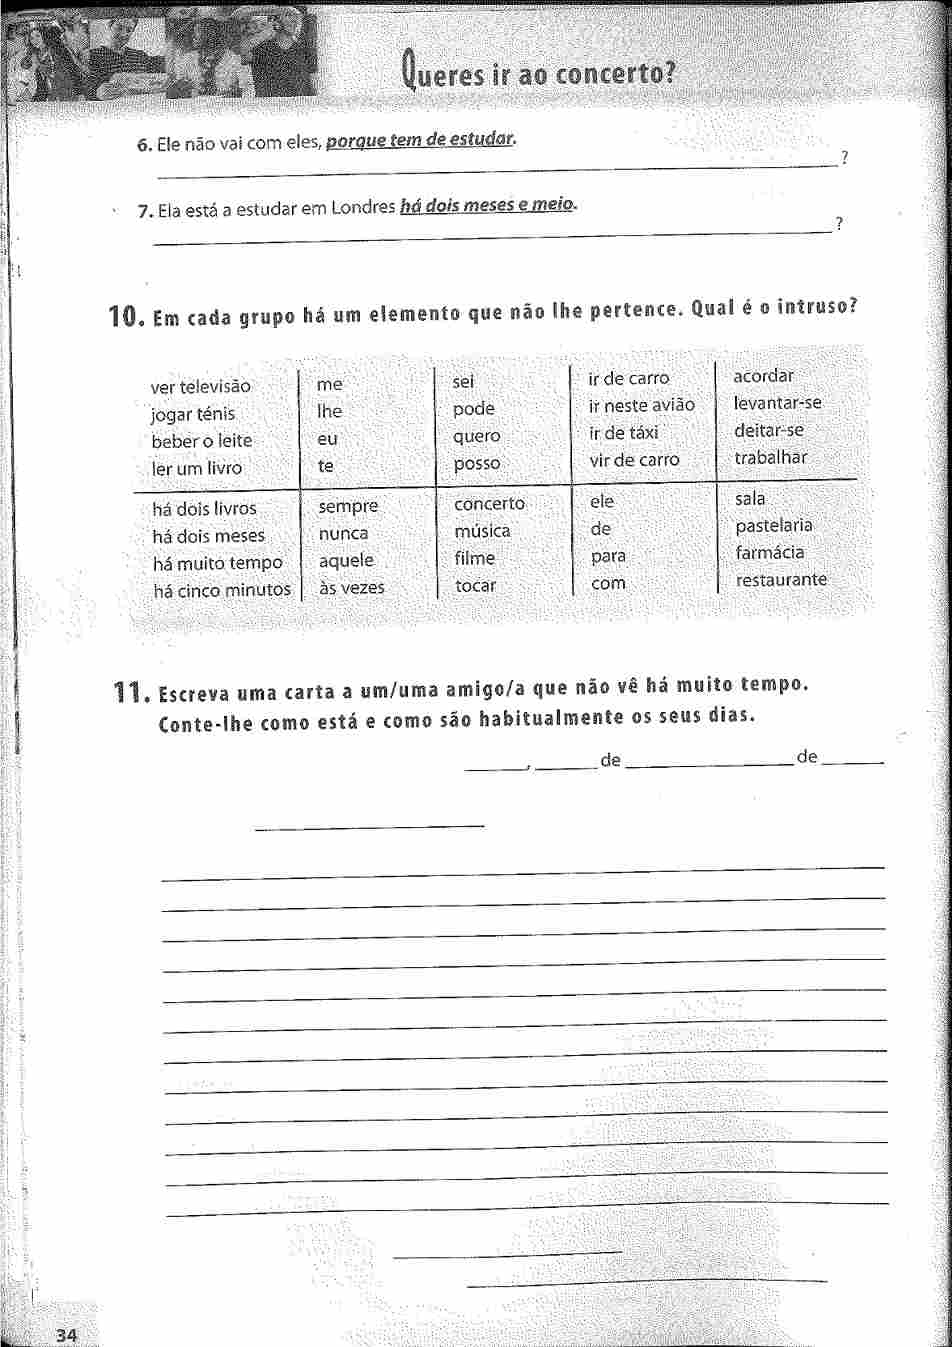 Queres ir ao concerto?
6. Ele não vai com eles, porque tem de estudar.
?
7. Ela está a estudar em Londres há dois meses e meio.
?
10. Em cada grupo há um elemento que não lhe pertence. Qual é o intruso?
ver televisão me sei ir de carro acordar
jogar ténis lhe pode ir neste avião levantar-se
beber o leite eu quero ir de táxi deitar-se
ler um livro te posso vir de carro trabalhar
há dois livros sempre concerto ele sala
há dois meses nunca música de pastelaria
há muito tempo aquele filme para farmácia
há cinco minutos às vezes tocar com restaurante
11. Escreva uma carta a um/uma amigo/a que não vê há muito tempo.
Conte-lhe como está e como são habitualmente os seus dias.
, de de .
34